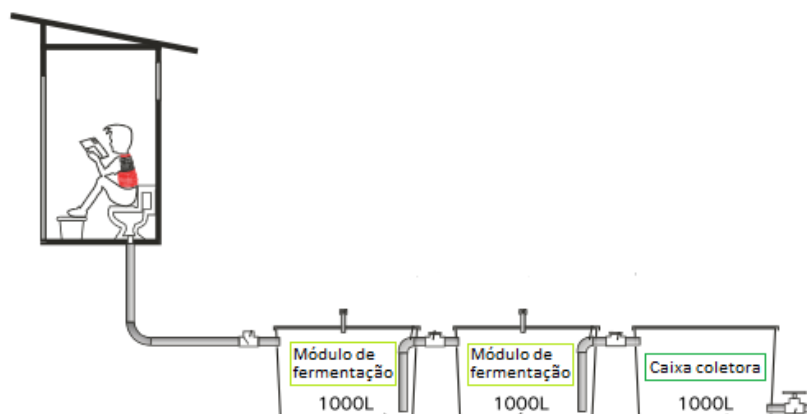 Módulo de
fermentação
1000L
Módulo de
fermentação
1000L
Caixa coletora
1000L